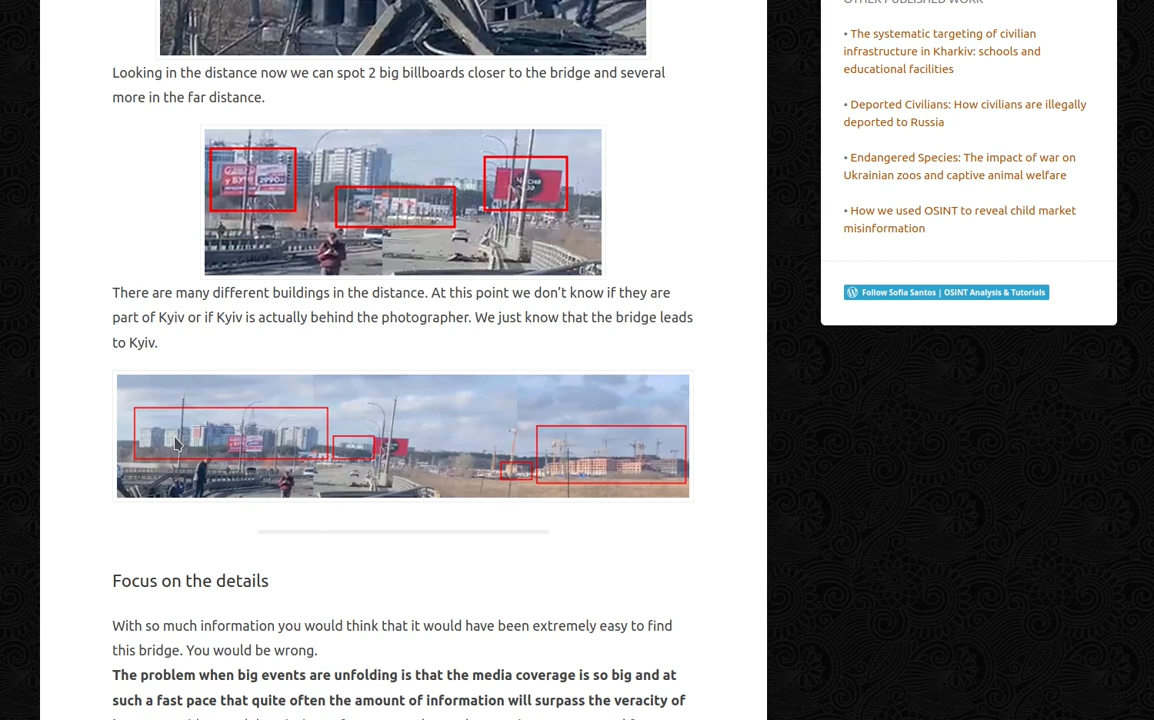 OTHER PUBLISHED WORK
• The systematic targeting of civilian
infrastructure in Kharkiv: schools and
educational facilities
• Deported Civilians: How civilians are illegally
deported to Russia
• Endangered Species: The impact of war on
Ukrainian zoos and captive animal welfare
• How we used OSINT to reveal child market
misinformation
Follow Sofia Santos | OSINT Analysis & Tutorials
Looking in the distance now we can spot 2 big billboards closer to the bridge and several
more in the far distance.
There are many different buildings in the distance. At this point we don’t know if they are
part of Kyiv or if Kyiv is actually behind the photographer. We just know that the bridge leads
to Kyiv.
Focus on the details
With so much information you would think that it would have been extremely easy to find
this bridge. You would be wrong.
The problem when big events are unfolding is that the media coverage is so big and at
such a fast pace that quite often the amount of information will surpass the veracity of